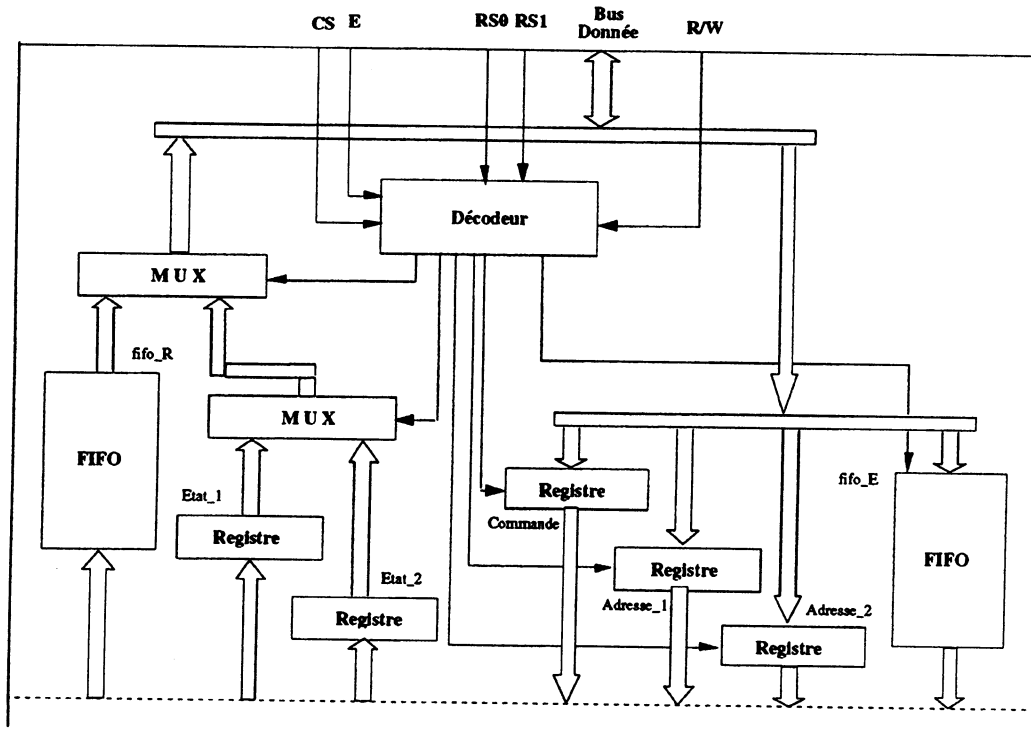 CS E RS0 RS1 Bus Donnée R/W
Décodeur
M U X
fifo_R
M U X
FIFO
Etat_1
Registre
Etat_2
Registre
Registre
Commande
Registre
Adresse_1
Adresse_2
Registre
fifo_E
FIFO